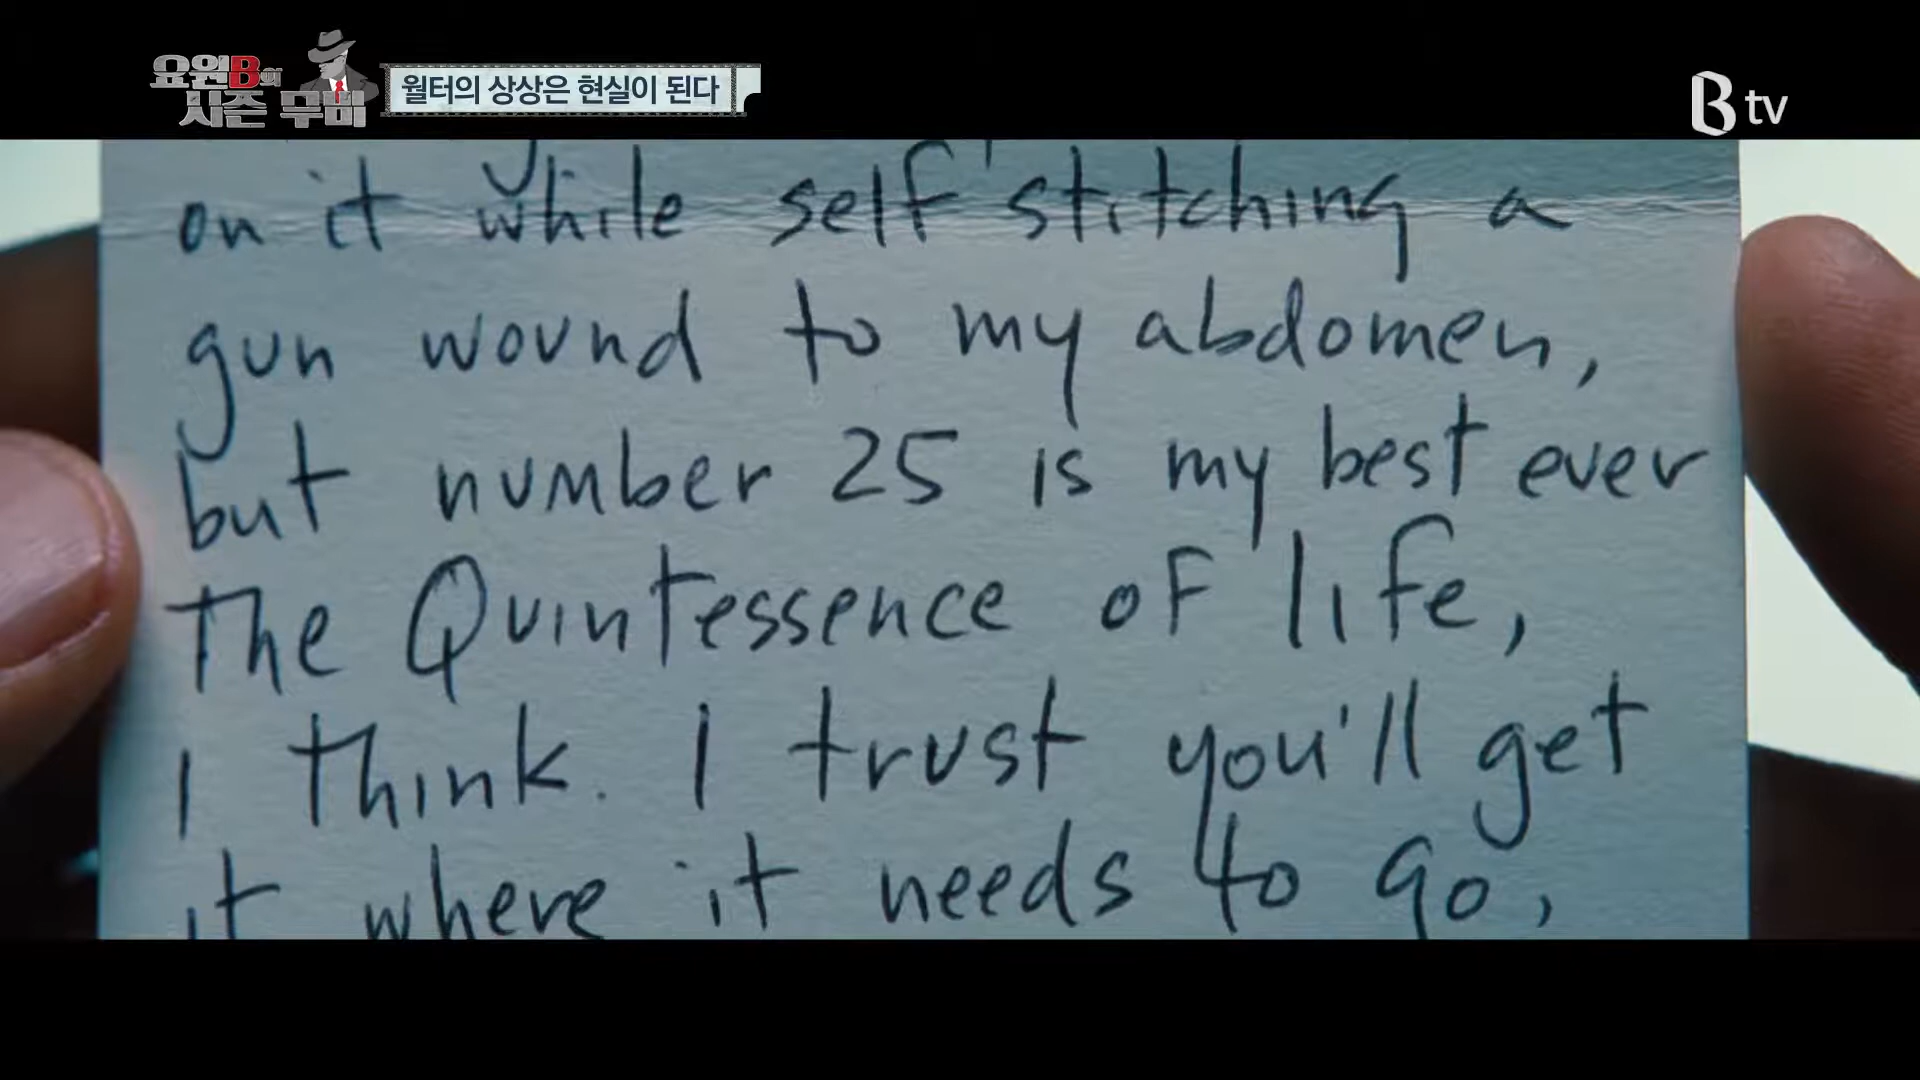 요원B의
시즌 무비
월터의 상상은 현실이 된다
B tv
on it while self stitching a
gun wound to my abdomen,
but number 25 is my best ever
The Quintessence of life,
I think. I trust you'll get
it where it needs to go,